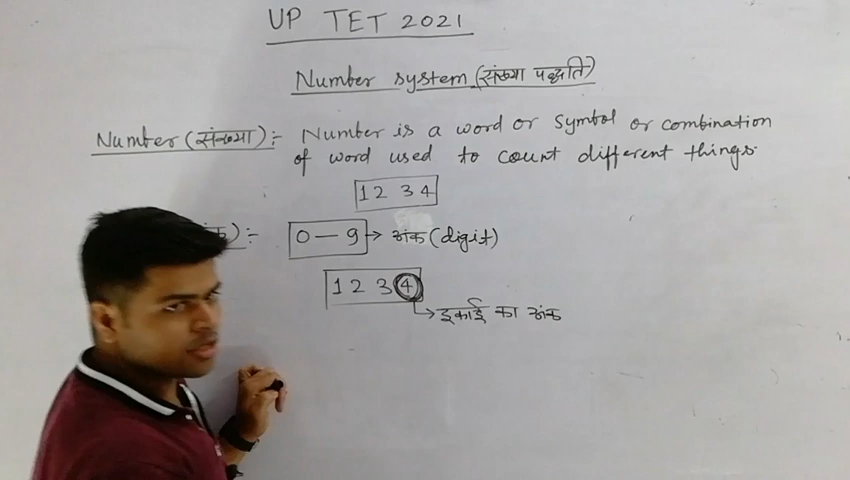 UP TET 2021
Number system (संख्या पद्धति)
Number (संख्या) :- Number is a word or symbol or combination
of word used to count different things.
1 2 3 4
) :- 0 — 9 → अंक (digit)
1 2 3 4
→ इकाई का अंक